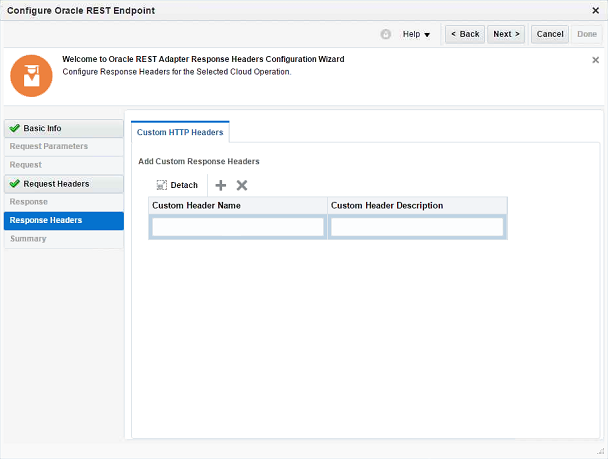 Configure Oracle REST Endpoint
Help
< Back
Next >
Cancel
Done
Welcome to Oracle REST Adapter Response Headers Configuration Wizard
Configure Response Headers for the Selected Cloud Operation.
Basic Info
Request Parameters
Request
Request Headers
Response
Response Headers
Summary
Custom HTTP Headers
Add Custom Response Headers
Detach
Custom Header Name
Custom Header Description